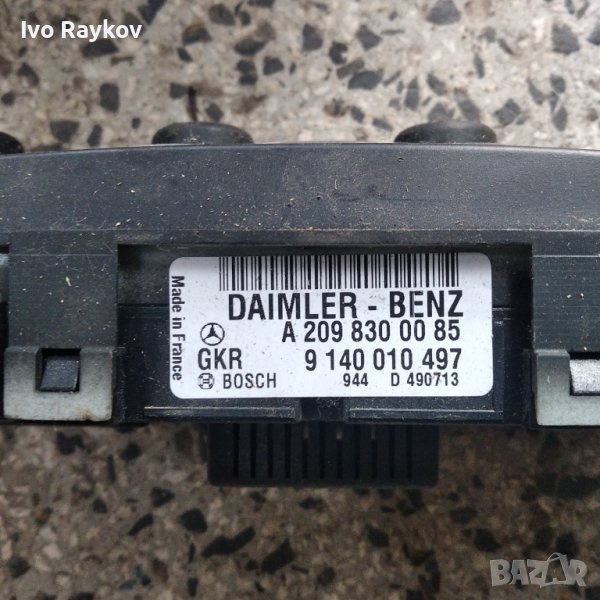 Ivo Raykov
Made in France
DAIMLER - BENZ
A 209 830 00 85
GKR 9 140 010 497
BOSCH 944 D 490713
BAZAR